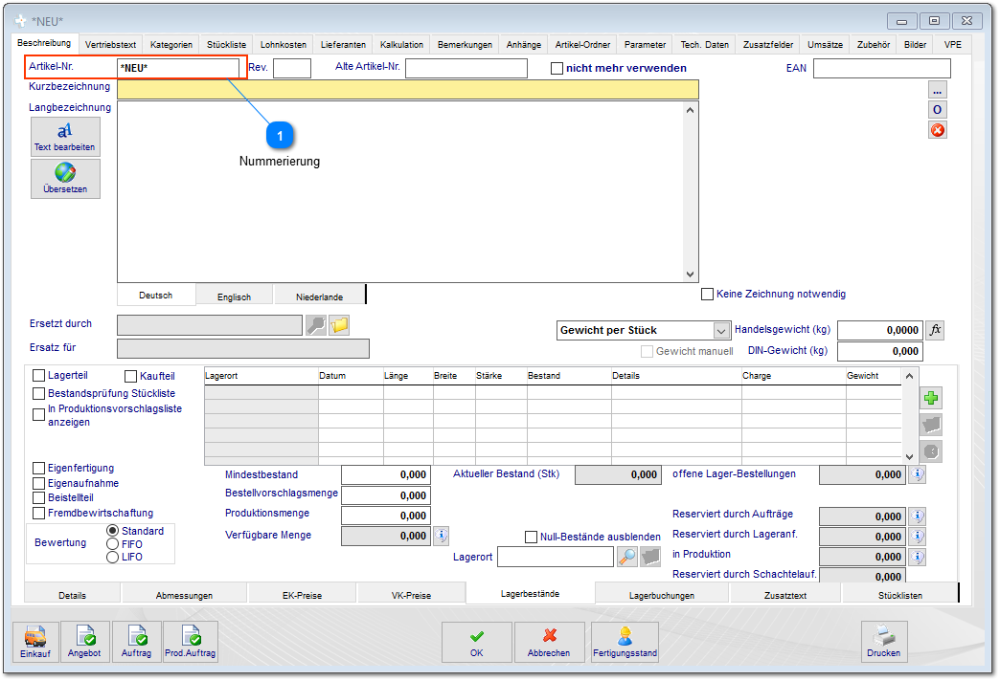 *NEU*
Beschreibung Vertriebstext Kategorien Stückliste Lohnkosten Lieferanten Kalkulation Bemerkungen Anhänge Artikel-Ordner Parameter Tech. Daten Zusatzfelder Umsätze Zubehör Bilder VPE
Artikel-Nr. *NEU* Rev. Alte Artikel-Nr. nicht mehr verwenden EAN
Kurzbezeichnung
...
Langbezeichnung
O
Text bearbeiten
1
Nummerierung
Übersetzen
Deutsch Englisch Niederlande
Keine Zeichnung notwendig
Ersetzt durch
Gewicht per Stück Handelsgewicht (kg) 0,0000 fx
Ersatz für
Gewicht manuell DIN-Gewicht (kg) 0,000
Lagerteil Kaufteil
Bestandsprüfung Stückliste
In Produktionsvorschlagsliste
anzeigen
Lagerort Datum Länge Breite Stärke Bestand Details Charge Gewicht
Eigenfertigung
Eigenaufnahme
Beistellteil
Fremdbewirtschaftung
Bewertung
Standard
FIFO
LIFO
Mindestbestand 0,000
Bestellvorschlagsmenge 0,000
Produktionsmenge 0,000
Verfügbare Menge 0,000
Aktueller Bestand (Stk) 0,000
Null-Bestände ausblenden
Lagerort
offene Lager-Bestellungen 0,000
Reserviert durch Aufträge 0,000
Reserviert durch Lageranf. 0,000
in Produktion 0,000
Reserviert durch Schachtelauf. 0,000
Details Abmessungen EK-Preise VK-Preise Lagerbestände Lagerbuchungen Zusatztext Stücklisten
Einkauf Angebot Auftrag Prod.Auftrag OK Abbrechen Fertigungsstand Drucken